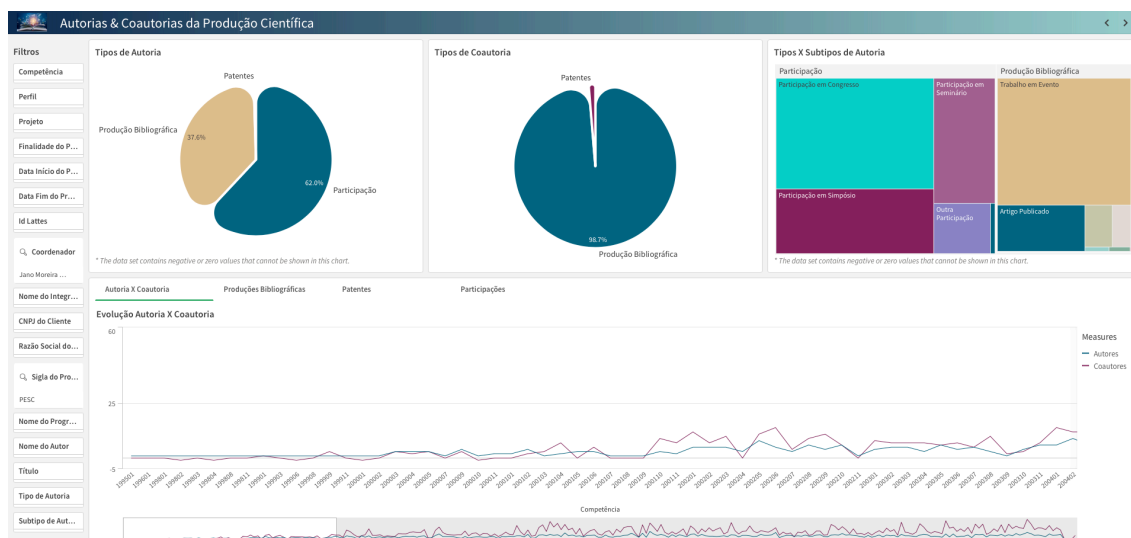 Autorias & Coautorias da Produção Científica
Filtros
Competência
Perfil
Projeto
Finalidade do P...
Data Início do P...
Data Fim do Pr...
Id Lattes
Coordenador
Jano Moreira ...
Nome do Integr...
CNPJ do Cliente
Razão Social do...
Sigla do Pro...
PESC
Nome do Progr...
Nome do Autor
Título
Tipo de Autoria
Subtipo de Aut...
Tipos de Autoria
Patentes
Produção Bibliográfica
37.6%
62.0%
Participação
* The data set contains negative or zero values that cannot be shown in this chart.
Tipos de Coautoria
Patentes
98.7%
Produção Bibliográfica
Tipos X Subtipos de Autoria
Participação
Produção Bibliográfica
Participação em Congresso
Participação em
Seminário
Trabalho em Evento
Participação em Simpósio
Outra
Participação
Artigo Publicado
* The data set contains negative or zero values that cannot be shown in this chart.
Autoria X Coautoria
Produções Bibliográficas
Patentes
Participações
Evolução Autoria X Coautoria
60
25
-5
Measures
Autores
Coautores
Competência